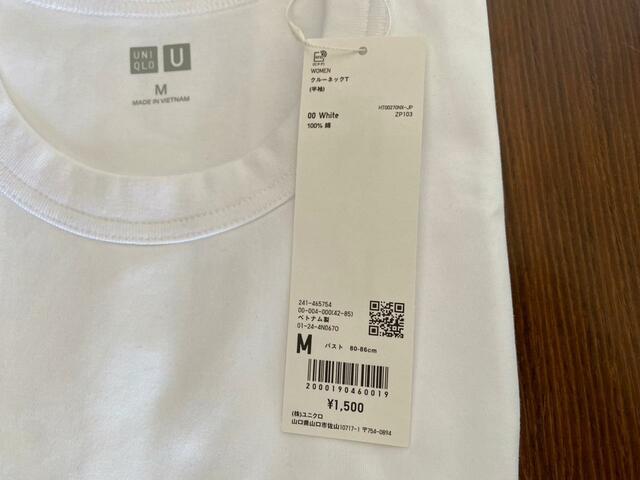 UNI
QLO
U
M
MADE IN VIETNAM
WOMEN
クルーネックT
(半袖)
HT00270NX-JP
00 White
ZP103
100% 綿
241-465754
00-004-000(42-85)
ベトナム製
01-24-4N067O
M バスト 80-86cm
2000190460019
¥1,500
(株)ユニクロ
山口県山口市佐山10717-1 〒754-0894